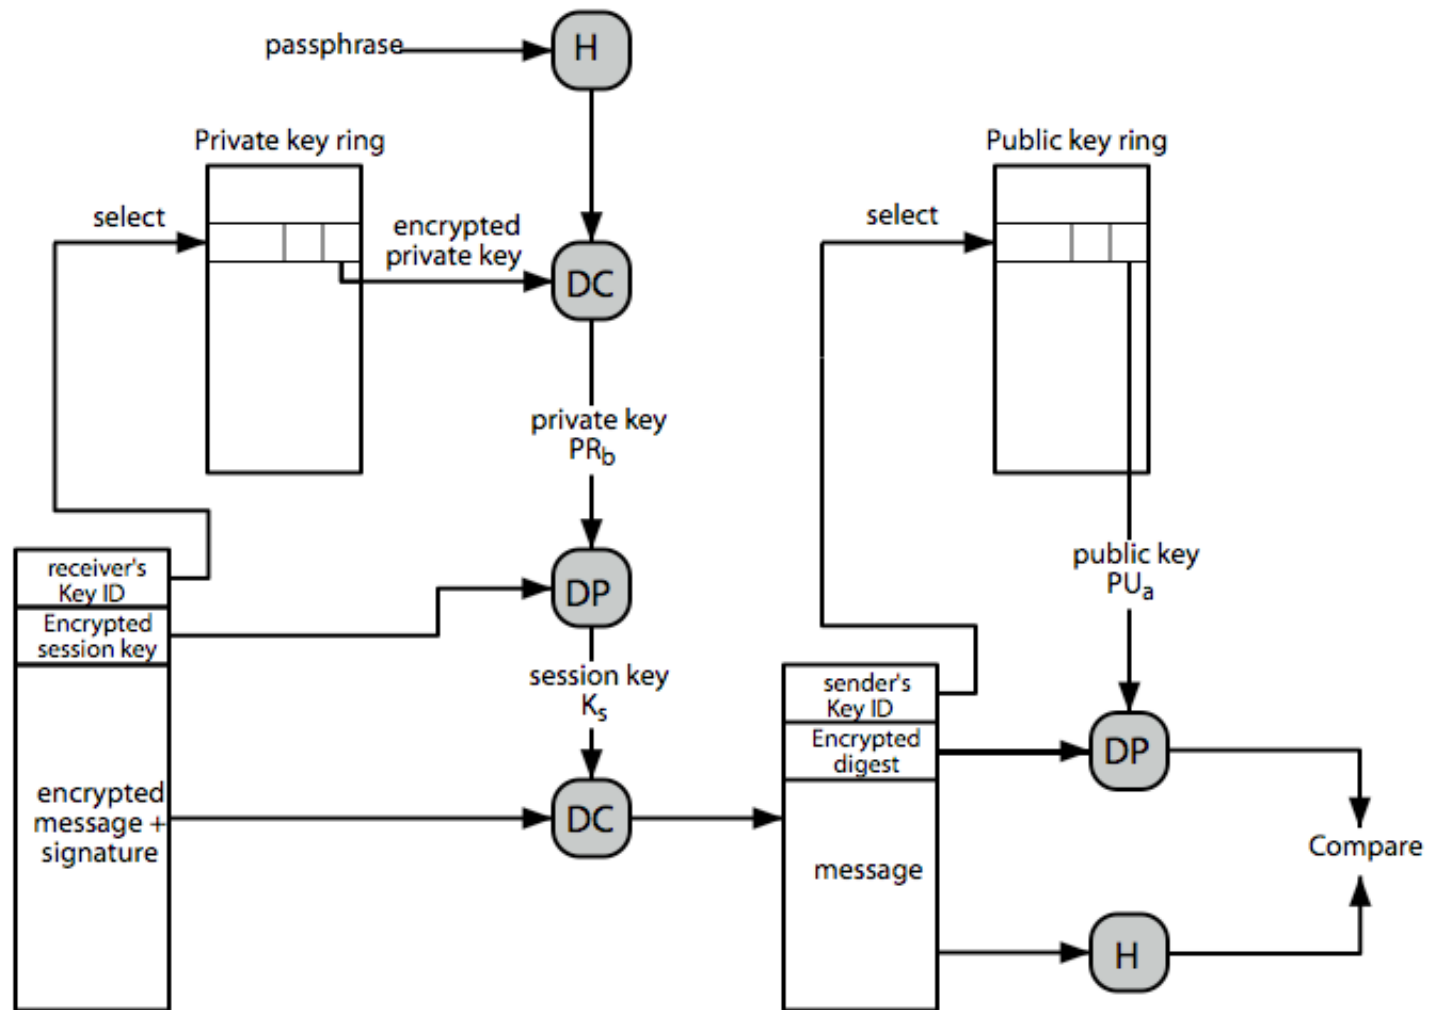 passphrase
H
Private key ring
Public key ring
select
encrypted
private key
select
DC
private key
PRb
receiver's
Key ID
Encrypted
session key
DP
public key
PUa
session key
Ks
sender's
Key ID
Encrypted
digest
DP
encrypted
message +
signature
DC
message
Compare
H